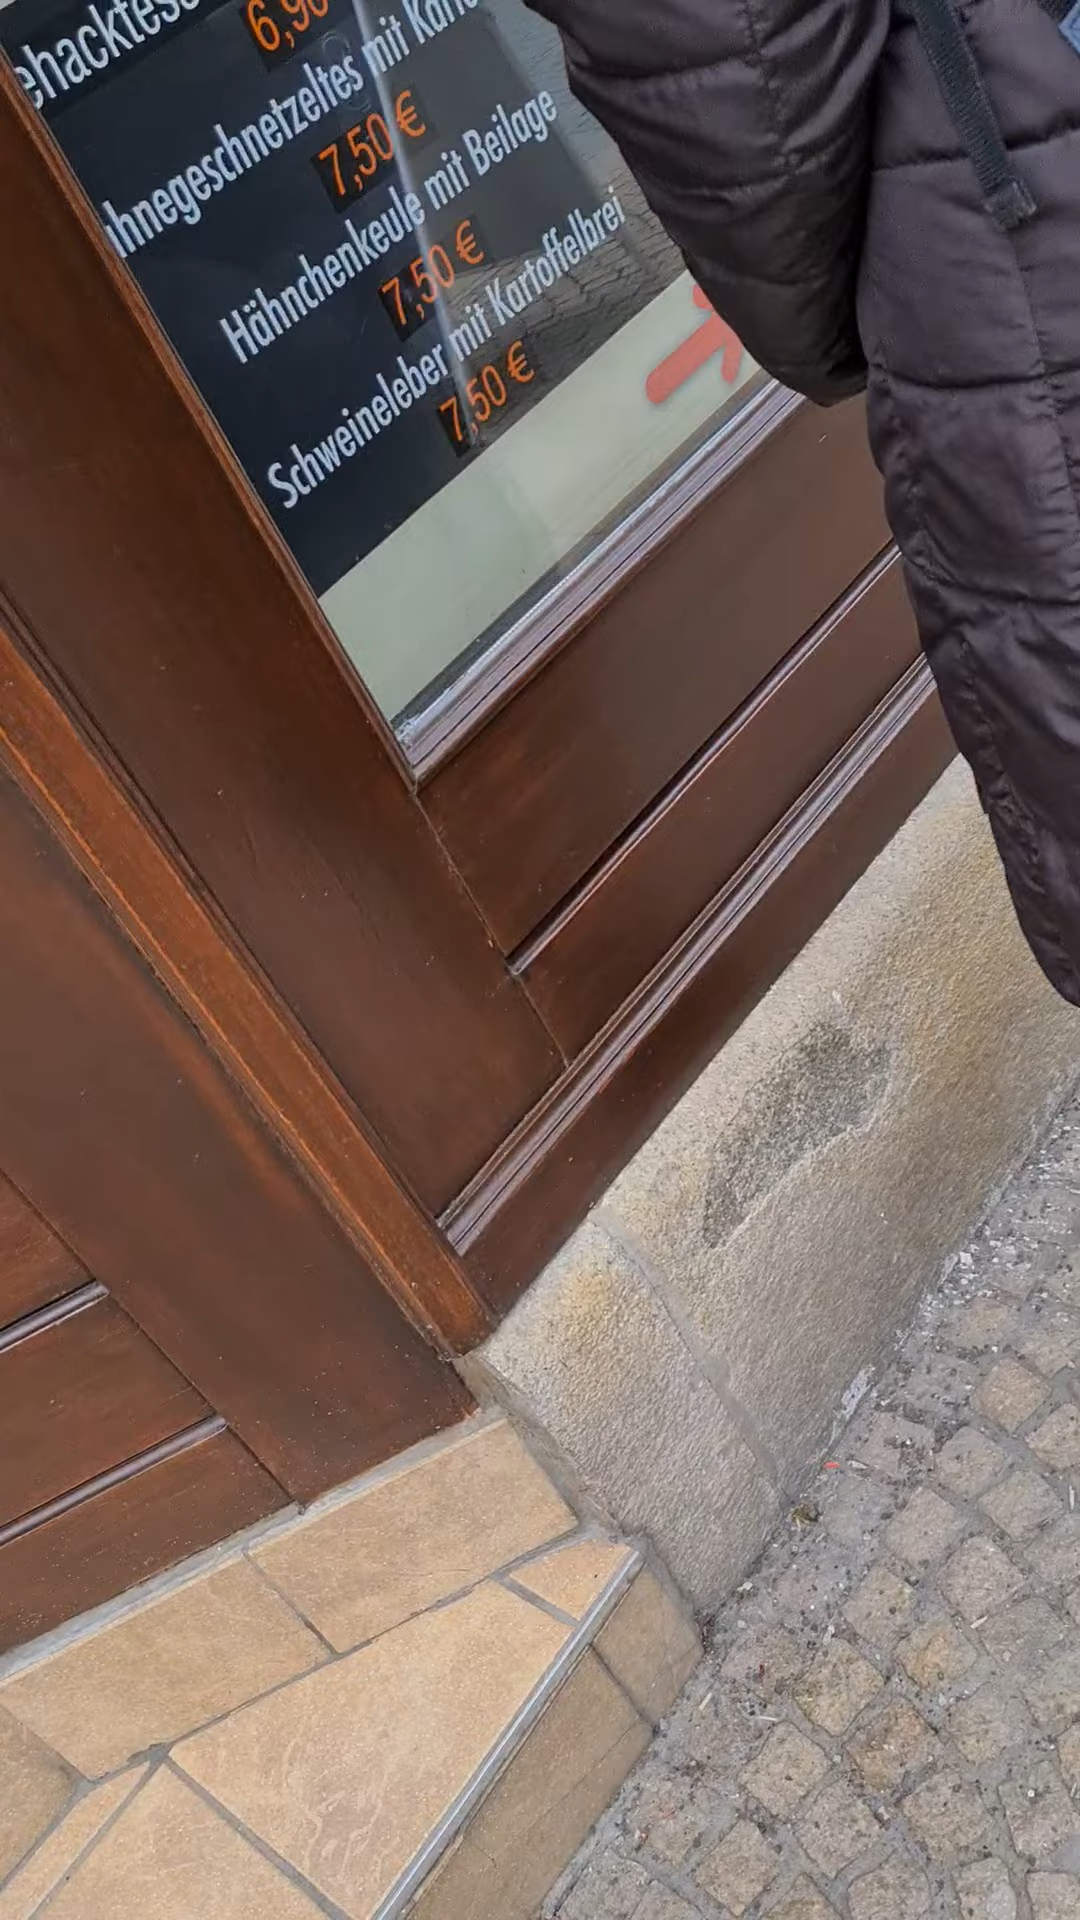 6,90
7,50 €
Hähnchenkeule mit Beilage
7,50 €
Schweineleber mit Kartoffelbrei
7,50 €